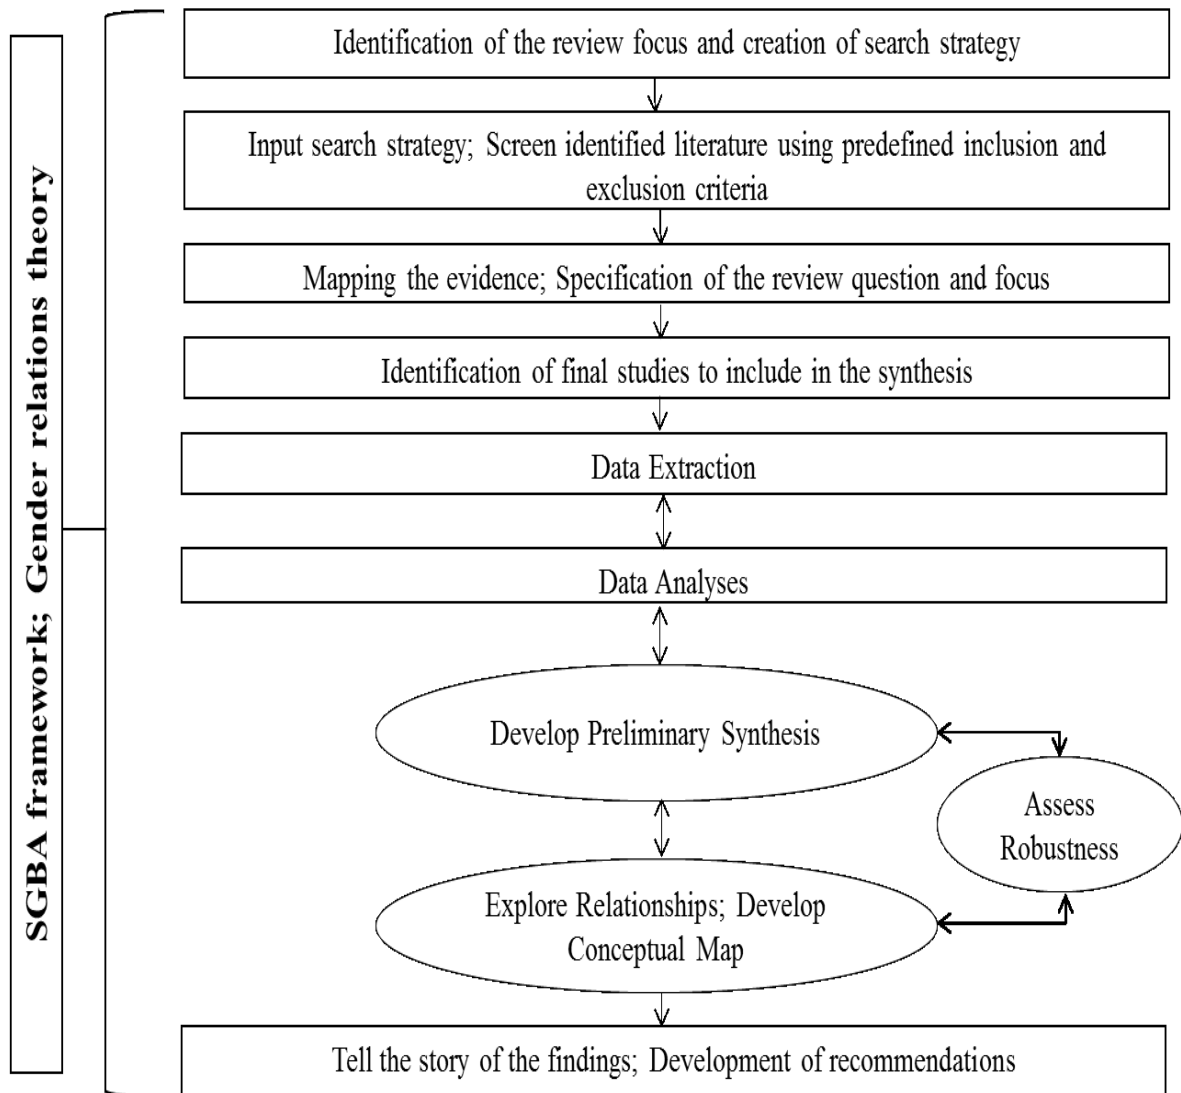 SGBA framework; Gender relations theory
Identification of the review focus and creation of search strategy
Input search strategy; Screen identified literature using predefined inclusion and
exclusion criteria
Mapping the evidence; Specification of the review question and focus
Identification of final studies to include in the synthesis
Data Extraction
Data Analyses
Develop Preliminary Synthesis
Assess
Robustness
Explore Relationships; Develop
Conceptual Map
Tell the story of the findings; Development of recommendations